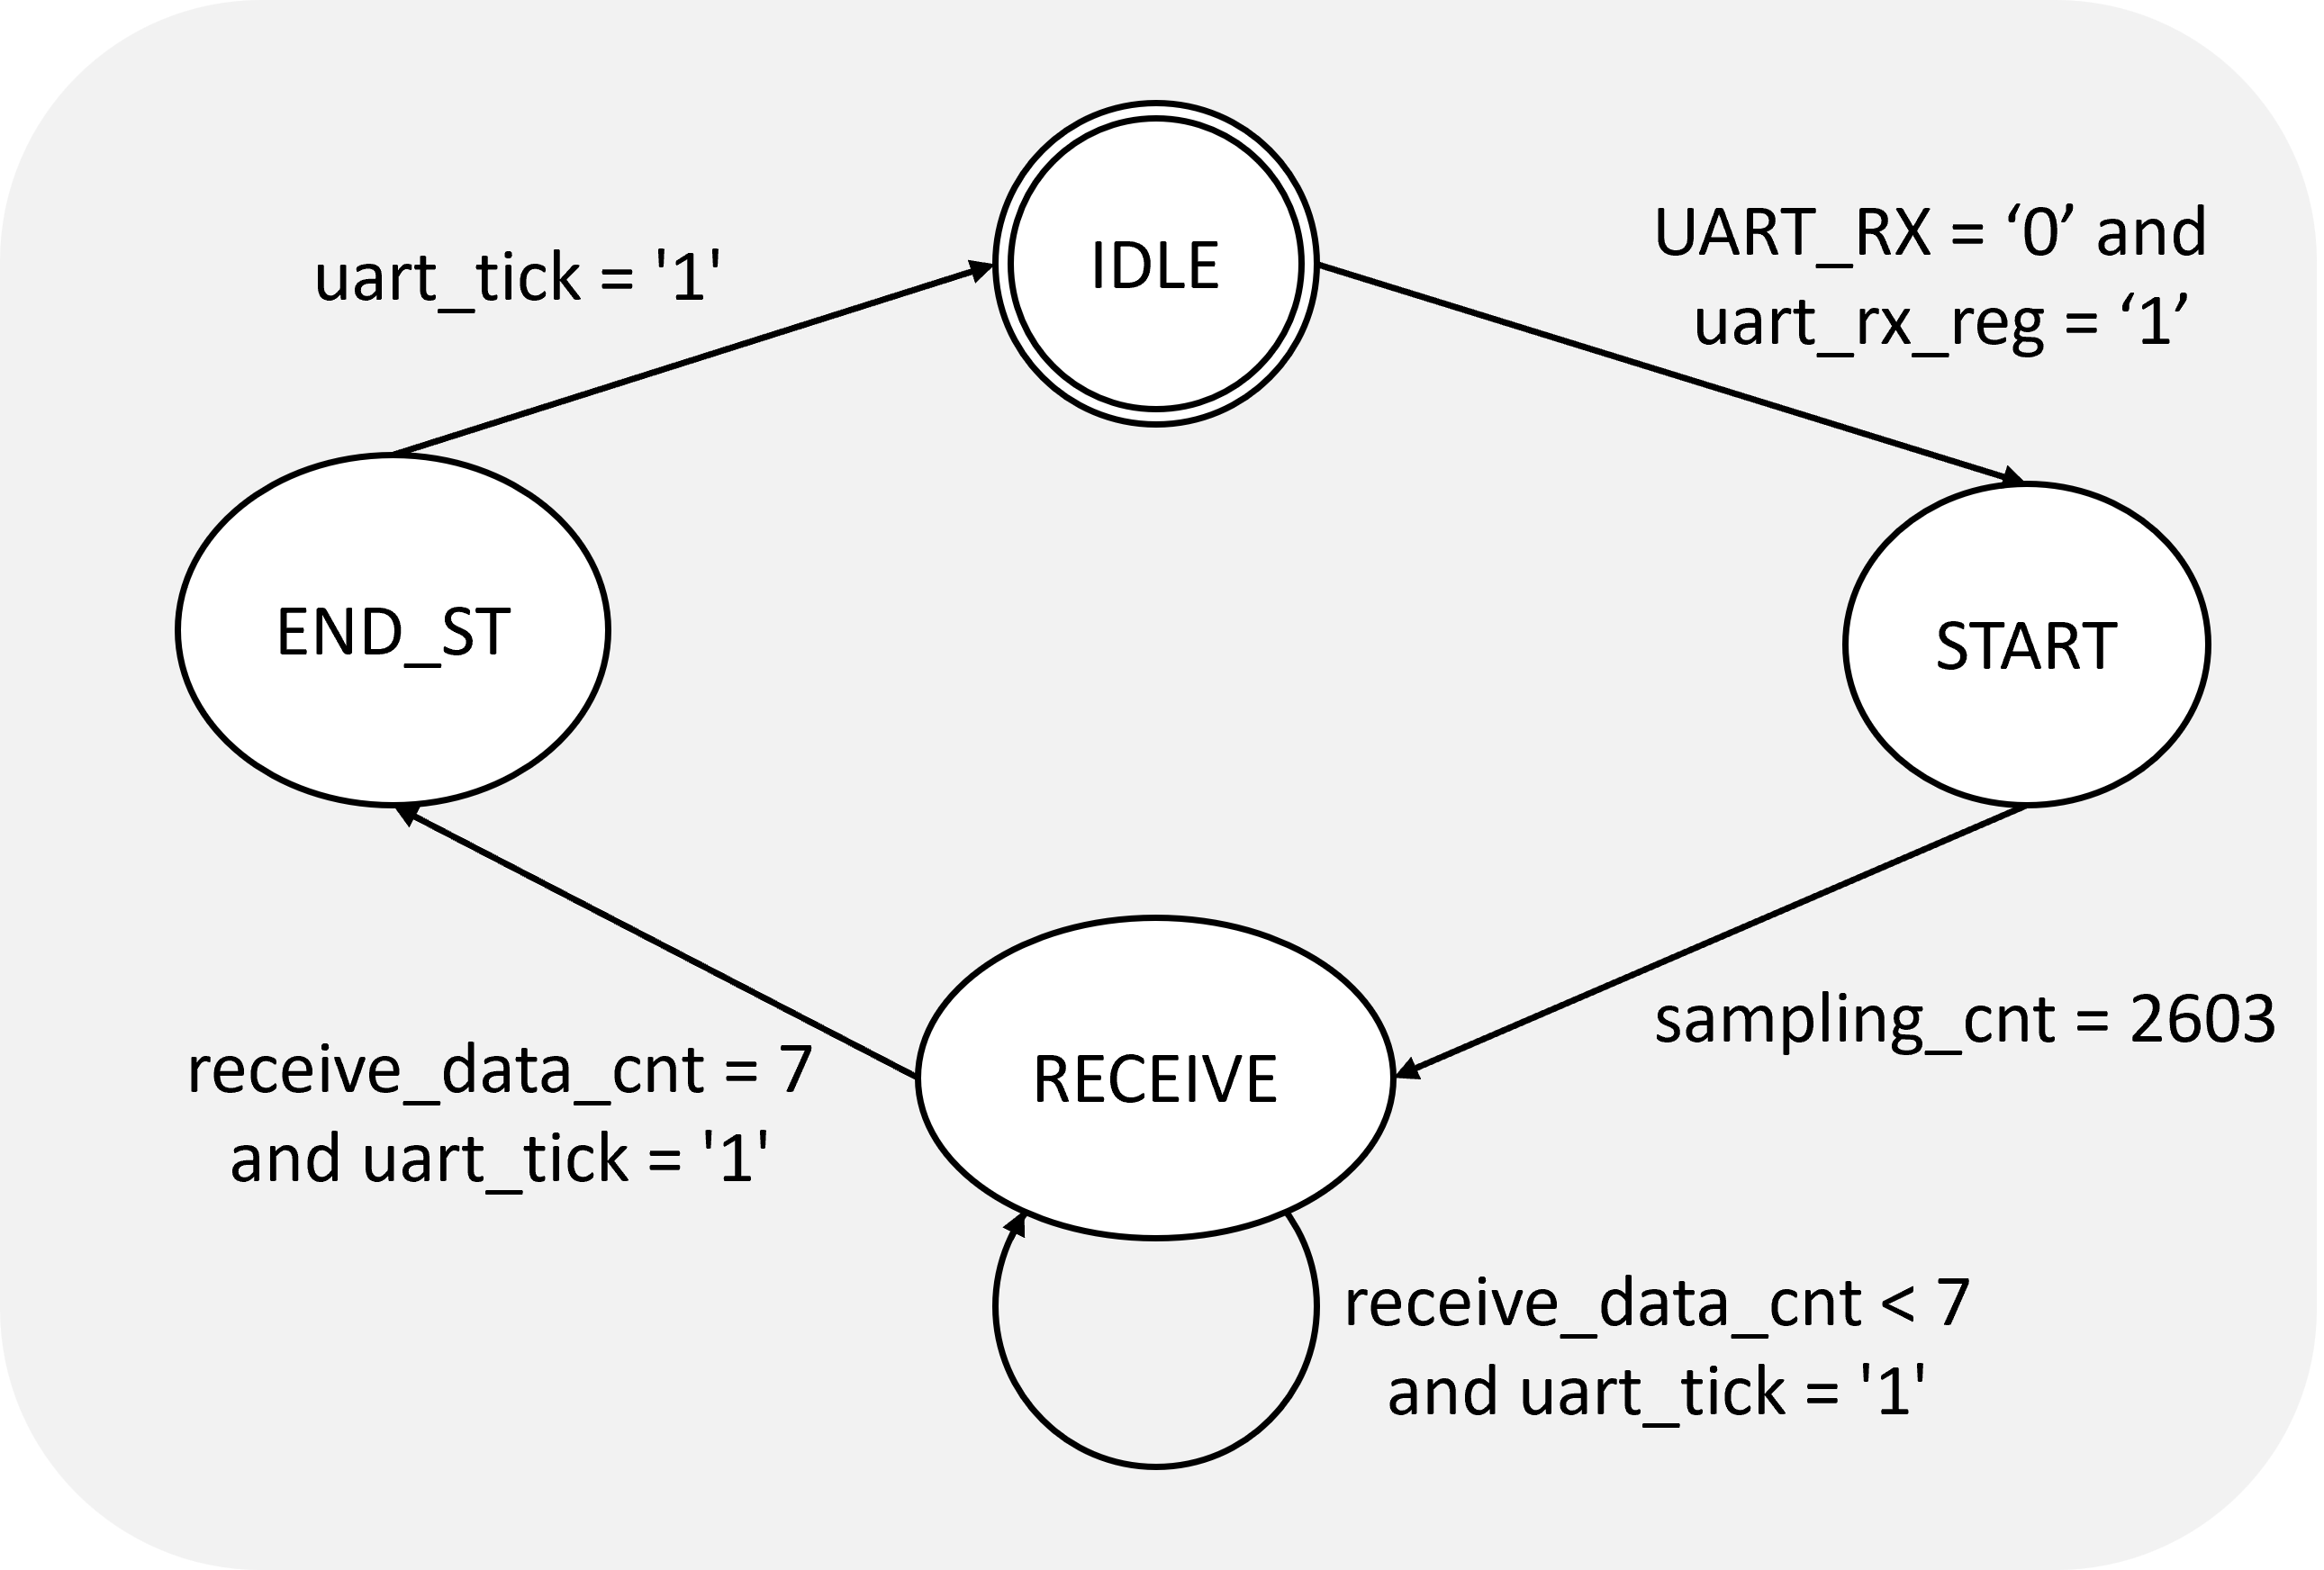 IDLE
UART_RX = ‘0’ and
uart_rx_reg = ‘1’
uart_tick = '1'
END_ST
START
sampling_cnt = 2603
RECEIVE
receive_data_cnt = 7
and uart_tick = '1'
receive_data_cnt < 7
and uart_tick = '1'